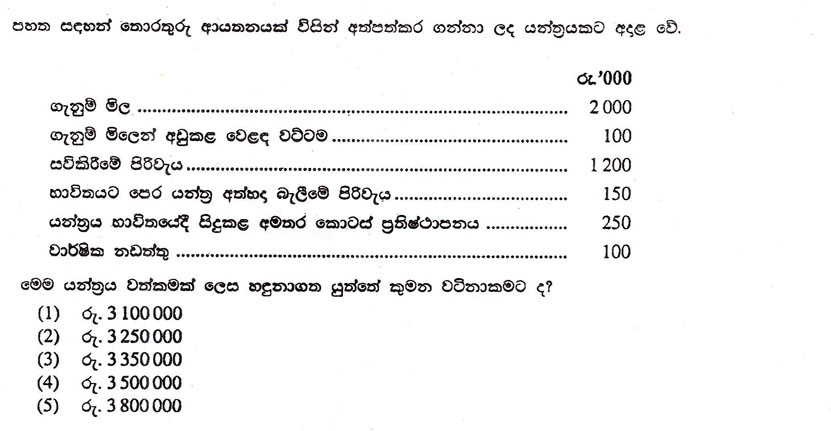 පහත සඳහන් තොරතුරු ආයතනයක් විසින් අත්පත්කර ගන්නා ලද යන්ත්‍රයකට අදාළ වේ.
රු.’000
ගැනුම් මිල ........................................ 2 000
ගැනුම් මිලෙන් අඩුකළ වෙළඳ වට්ටම ........................................ 100
සවිකිරීමේ පිරිවැය ........................................ 1 200
භාවිතයට පෙර යන්ත්‍ර අත්හදා බැලීමේ පිරිවැය ........................................ 150
යන්ත්‍රය භාවිතයේදී සිදුකළ අමතර කොටස් ප්‍රතිෂ්ථාපනය ................. 250
වාර්ෂික නඩත්තු ........................................ 100
මෙම යන්ත්‍රය වත්කමක් ලෙස හඳුනාගත යුත්තේ කුමන වටිනාකමට ද?
(1) රු. 3 100 000
(2) රු. 3 250 000
(3) රු. 3 350 000
(4) රු. 3 500 000
(5) රු. 3 800 000